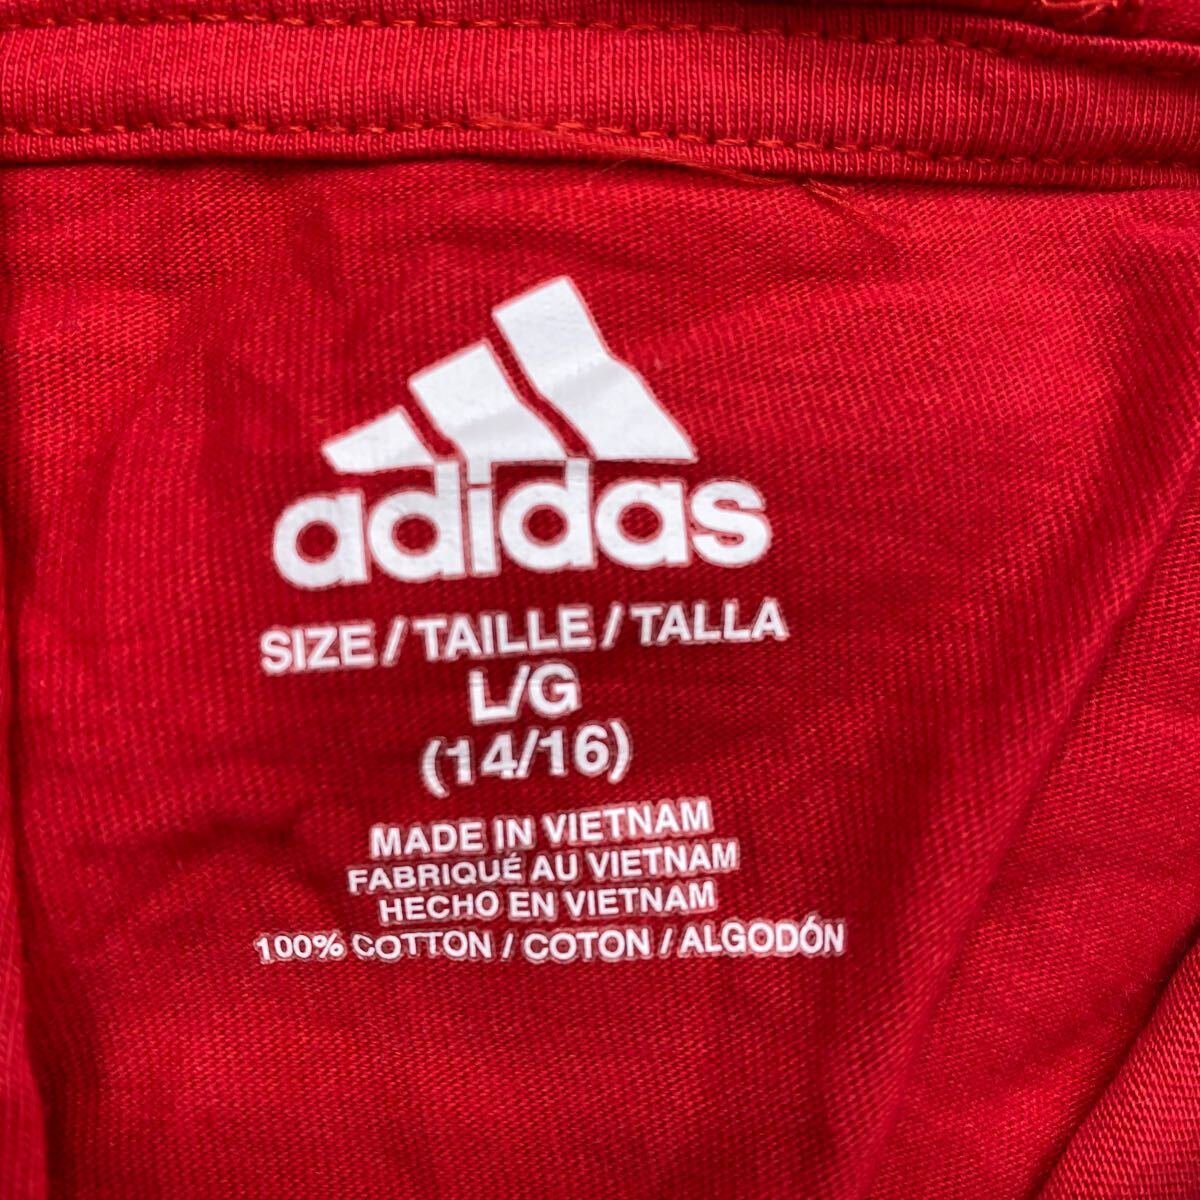 adidas
SIZE / TAILLE / TALLA
L/G
(14/16)
MADE IN VIETNAM
FABRIQUÉ AU VIETNAM
HECHO EN VIETNAM
100% COTTON / COTON / ALGODÓN